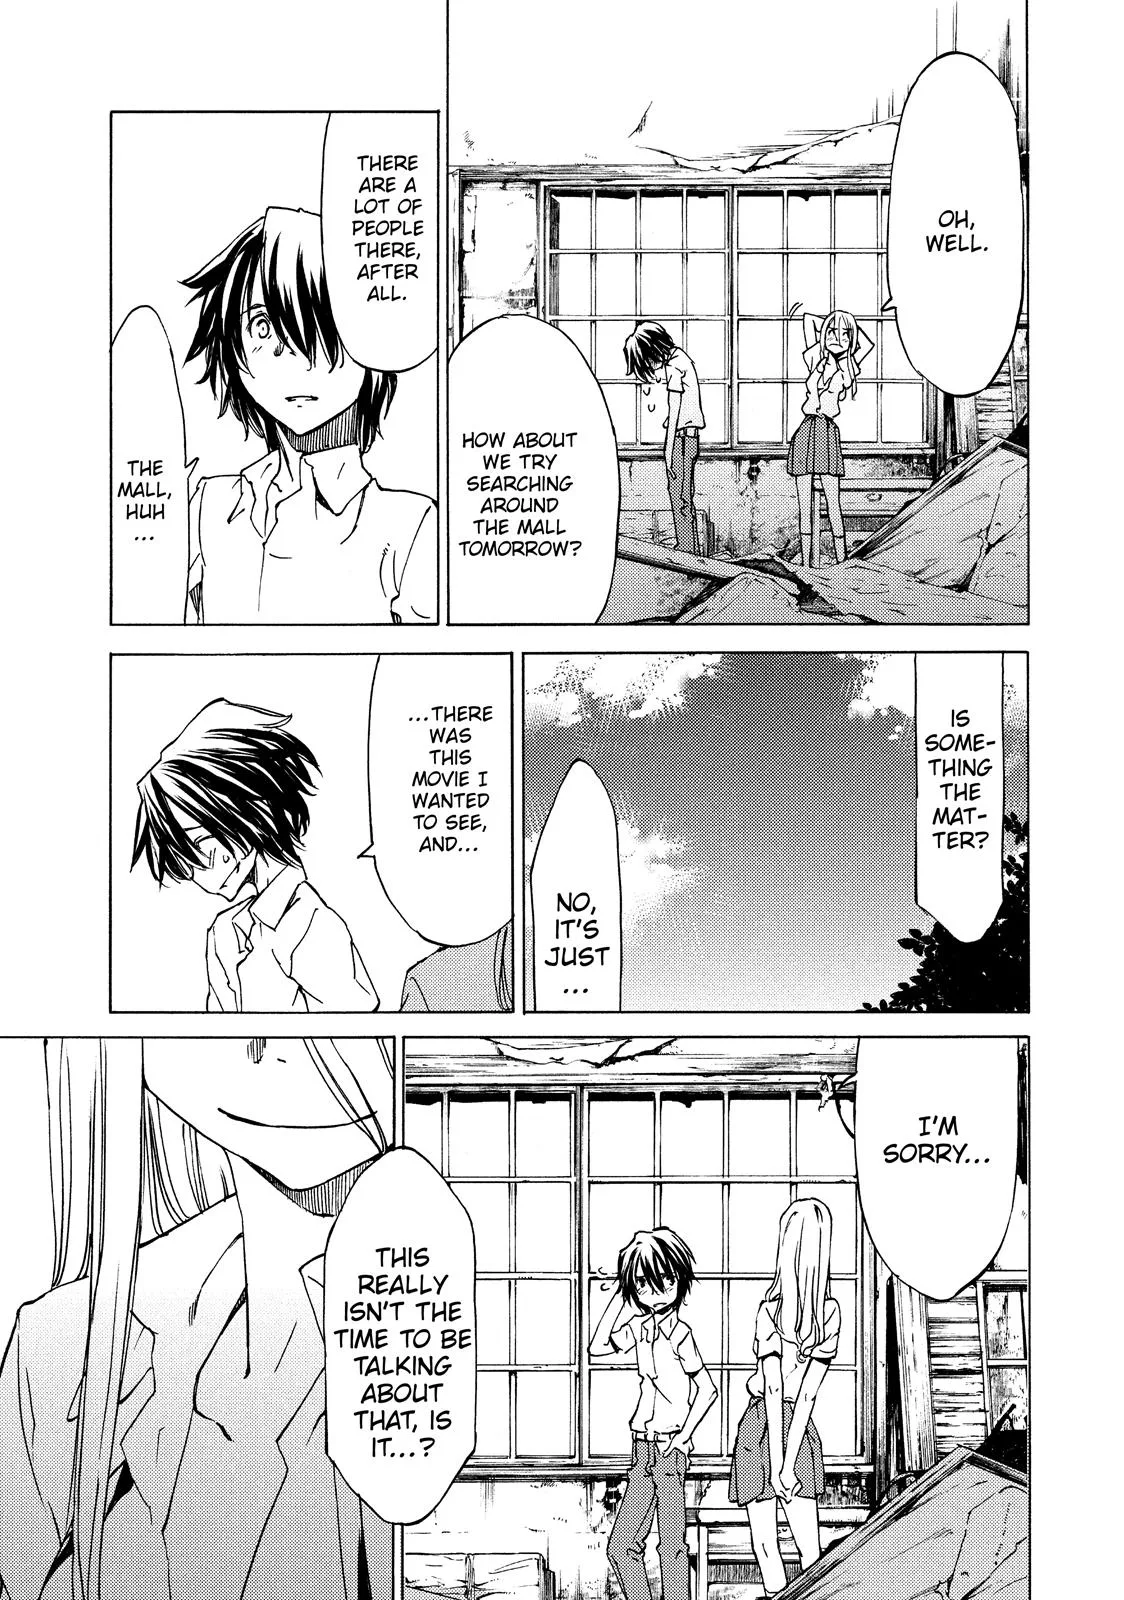 OH,
WELL.
HOW ABOUT
WE TRY
SEARCHING
AROUND
THE MALL
TOMORROW?
THERE
ARE A
LOT OF
PEOPLE
THERE,
AFTER
ALL.
THE
MALL,
HUH
...
IS
SOME-
THING
THE
MAT-
TER?
NO,
IT'S
JUST
...
...THERE
WAS
THIS
MOVIE I
WANTED
TO SEE,
AND...
I'M
SORRY...
THIS
REALLY
ISN'T THE
TIME TO BE
TALKING
ABOUT
THAT, IS
IT...?